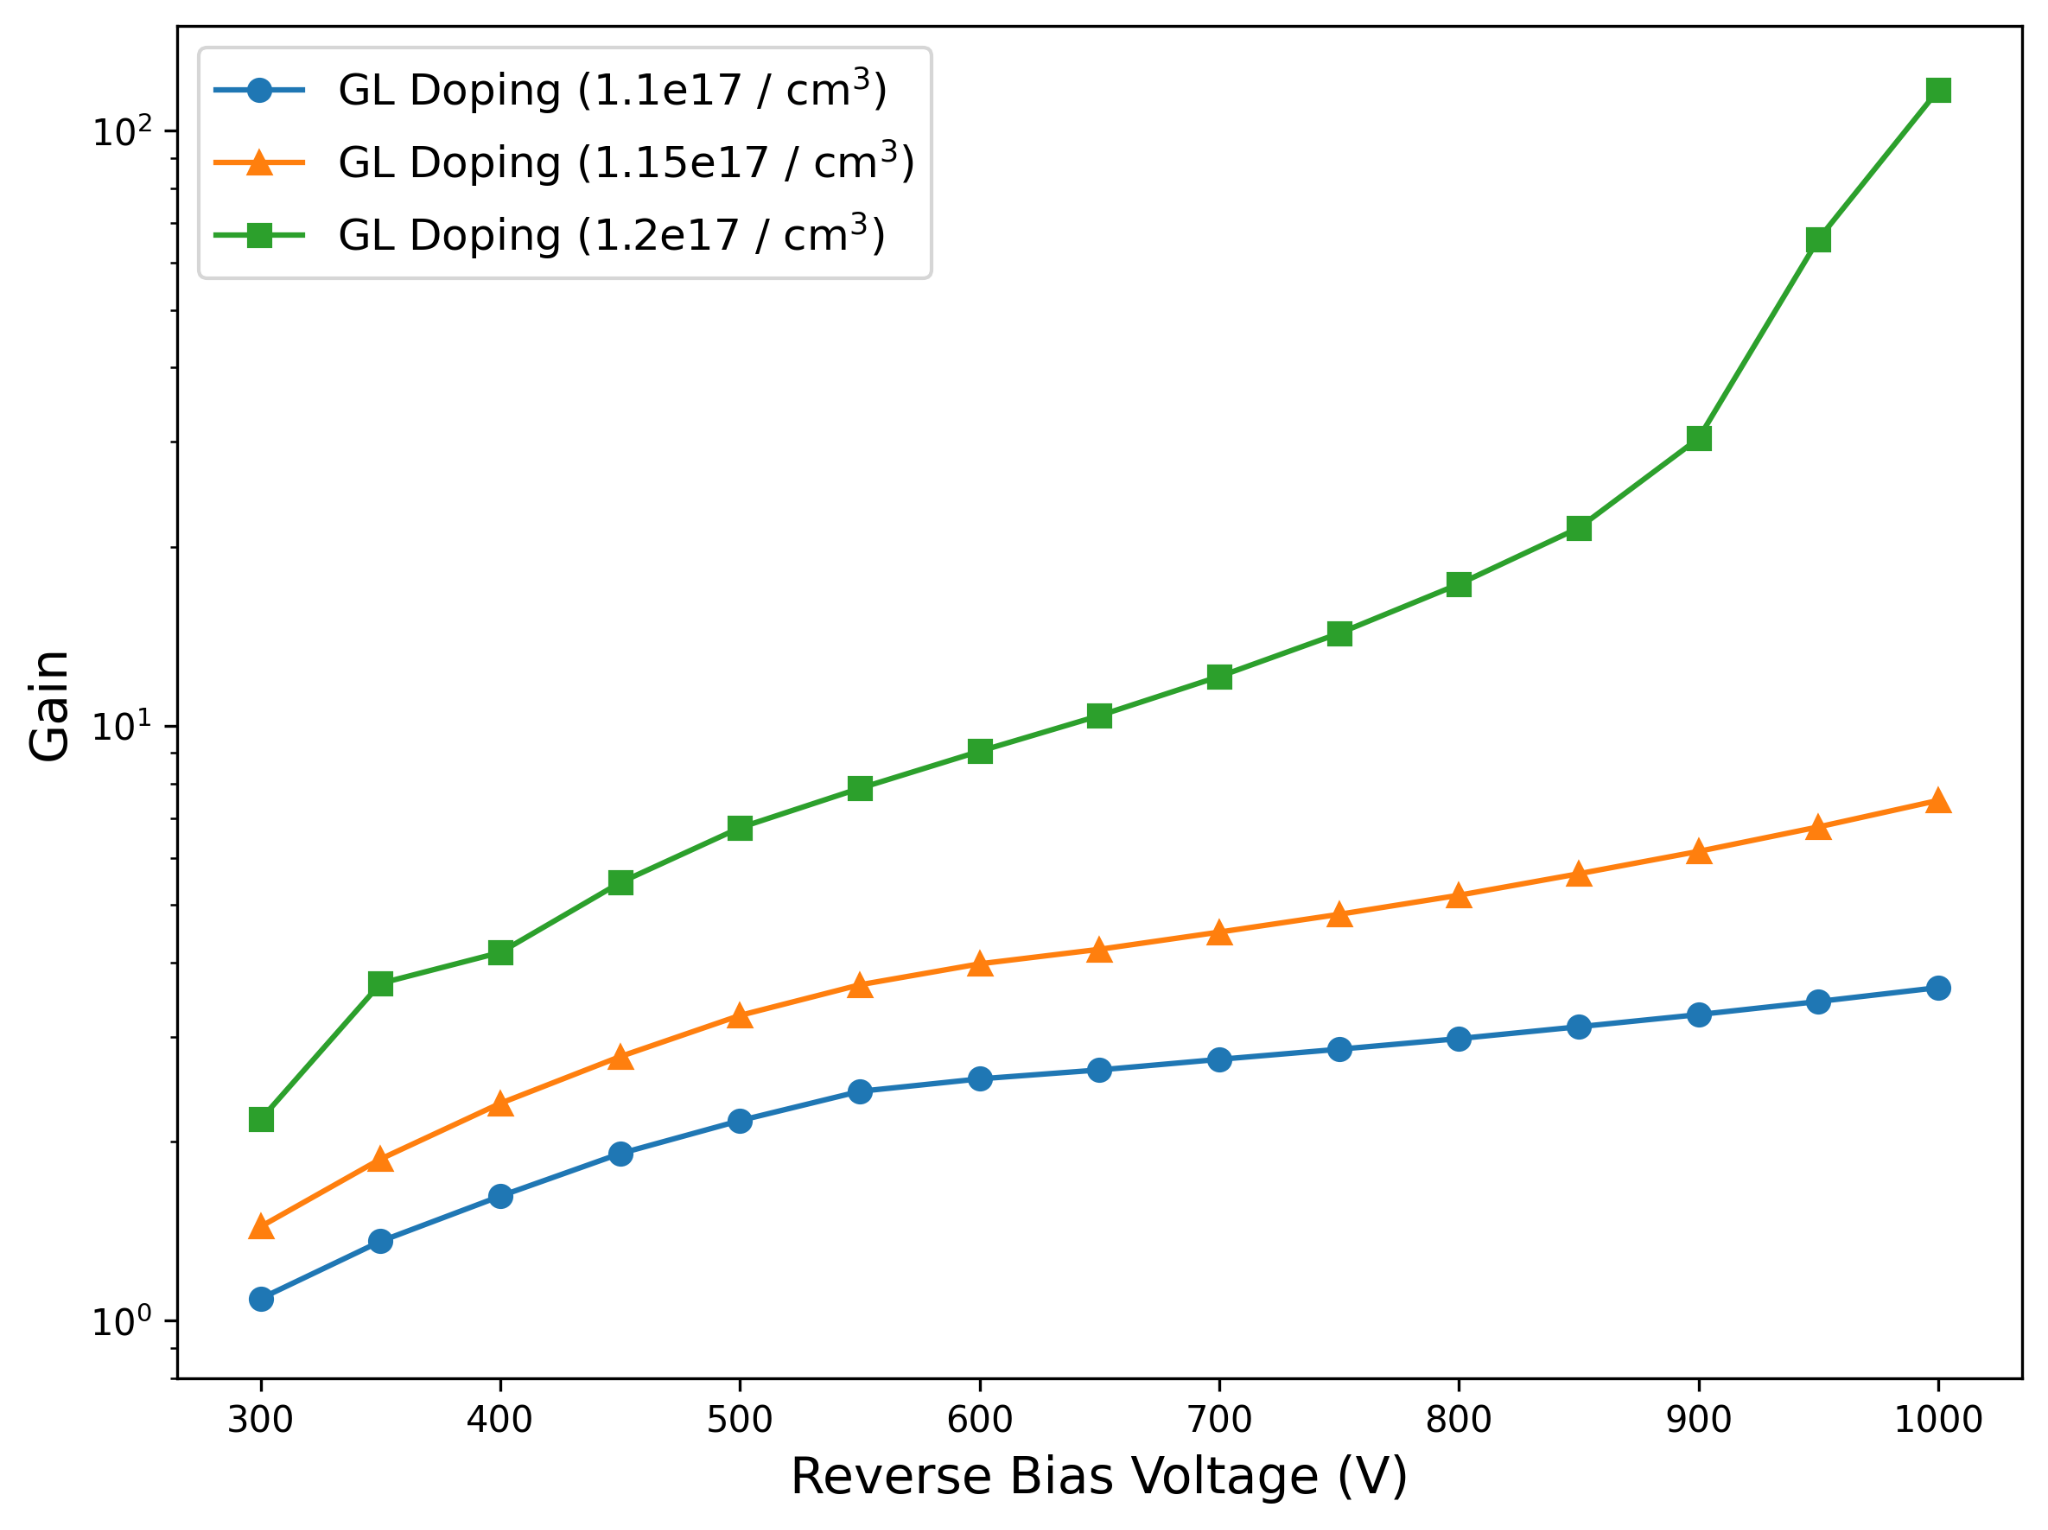 GL Doping (1.1e17 / cm³)
GL Doping (1.15e17 / cm³)
GL Doping (1.2e17 / cm³)
10²
10¹
10⁰
Gain
300 400 500 600 700 800 900 1000
Reverse Bias Voltage (V)